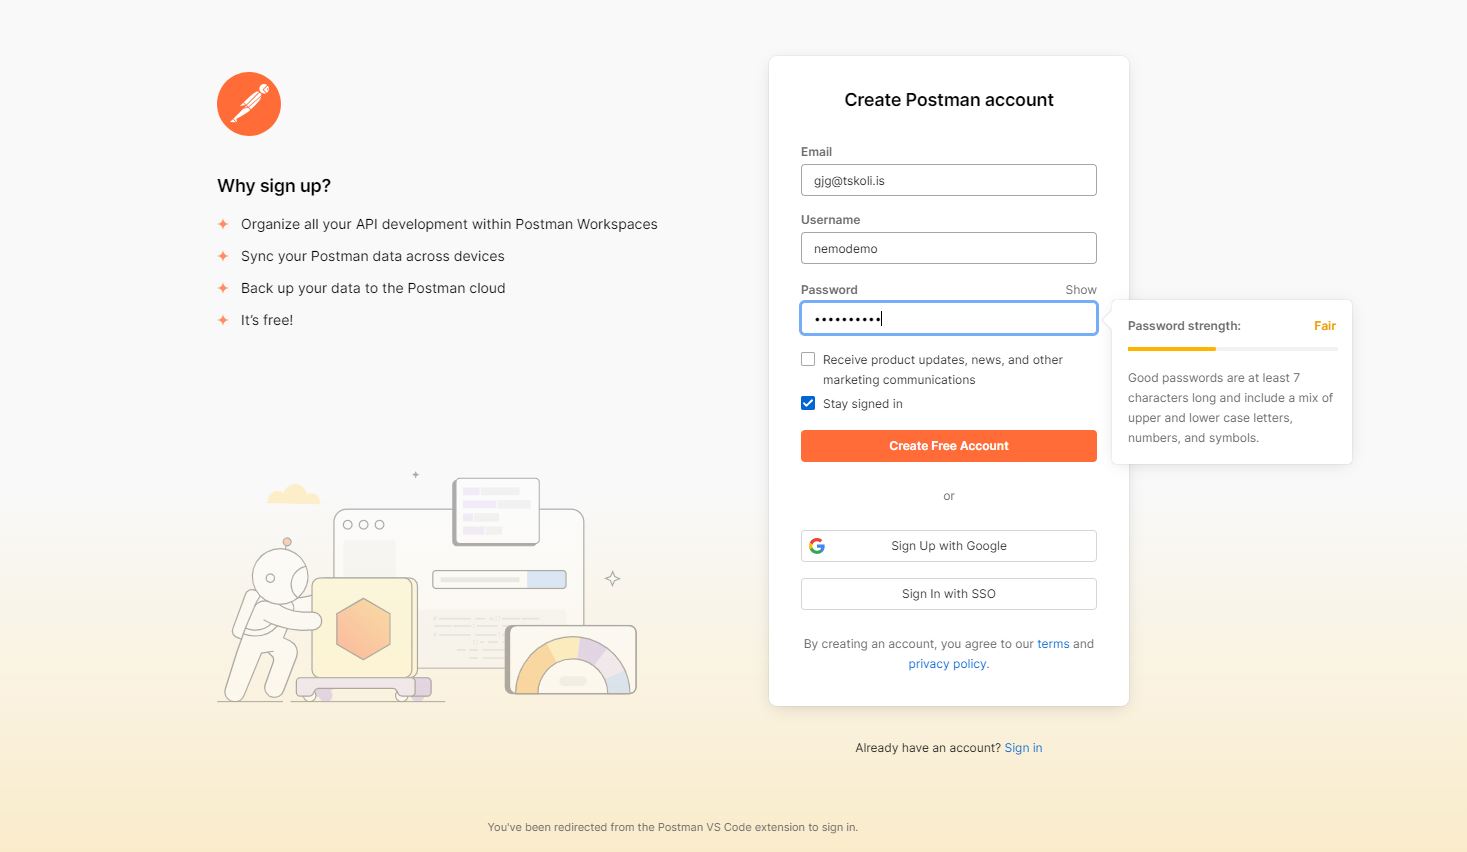 Why sign up?
Organize all your API development within Postman Workspaces
Sync your Postman data across devices
Back up your data to the Postman cloud
It's free!
Create Postman account
Email
gjg@tskoli.is
Username
nemodemo
Password
Show
••••••••••
Password strength:
Fair
Good passwords are at least 7
characters long and include a mix of
upper and lower case letters,
numbers, and symbols.
Receive product updates, news, and other
marketing communications
Stay signed in
Create Free Account
or
Sign Up with Google
Sign In with SSO
By creating an account, you agree to our terms and
privacy policy.
Already have an account? Sign in
You've been redirected from the Postman VS Code extension to sign in.